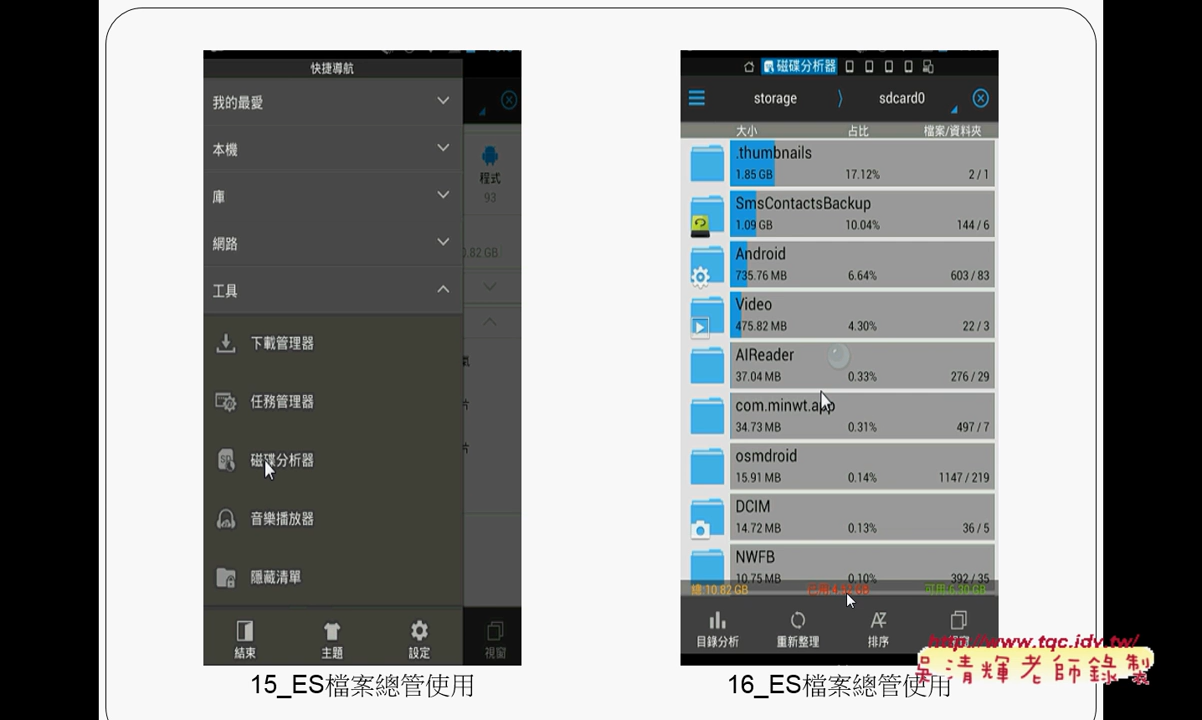 快捷導航
我的最愛
本機
庫
網路
工具
下載管理器
任務管理器
磁碟分析器
音樂播放器
隱藏清單
結束
主題
設定
程式
93
0.82 GB
視窗
15_ES檔案總管使用
磁碟分析器
storage
sdcard0
大小 占比 檔案/資料夾
.thumbnails
1.85 GB 17.12% 2 / 1
SmsContactsBackup
1.09 GB 10.04% 144 / 6
Android
735.76 MB 6.64% 603 / 83
Video
475.82 MB 4.30% 22 / 3
AIReader
37.04 MB 0.33% 276 / 29
com.minwt.app
34.73 MB 0.31% 497 / 7
osmdroid
15.91 MB 0.14% 1147 / 219
DCIM
14.72 MB 0.13% 36 / 5
NWFB
10.75 MB 0.10% 392 / 35
總:10.82 GB
目錄分析
重新整理
排序
16_ES檔案總管使用
http://www.tqc.idv.tw/
吳清輝老師錄製